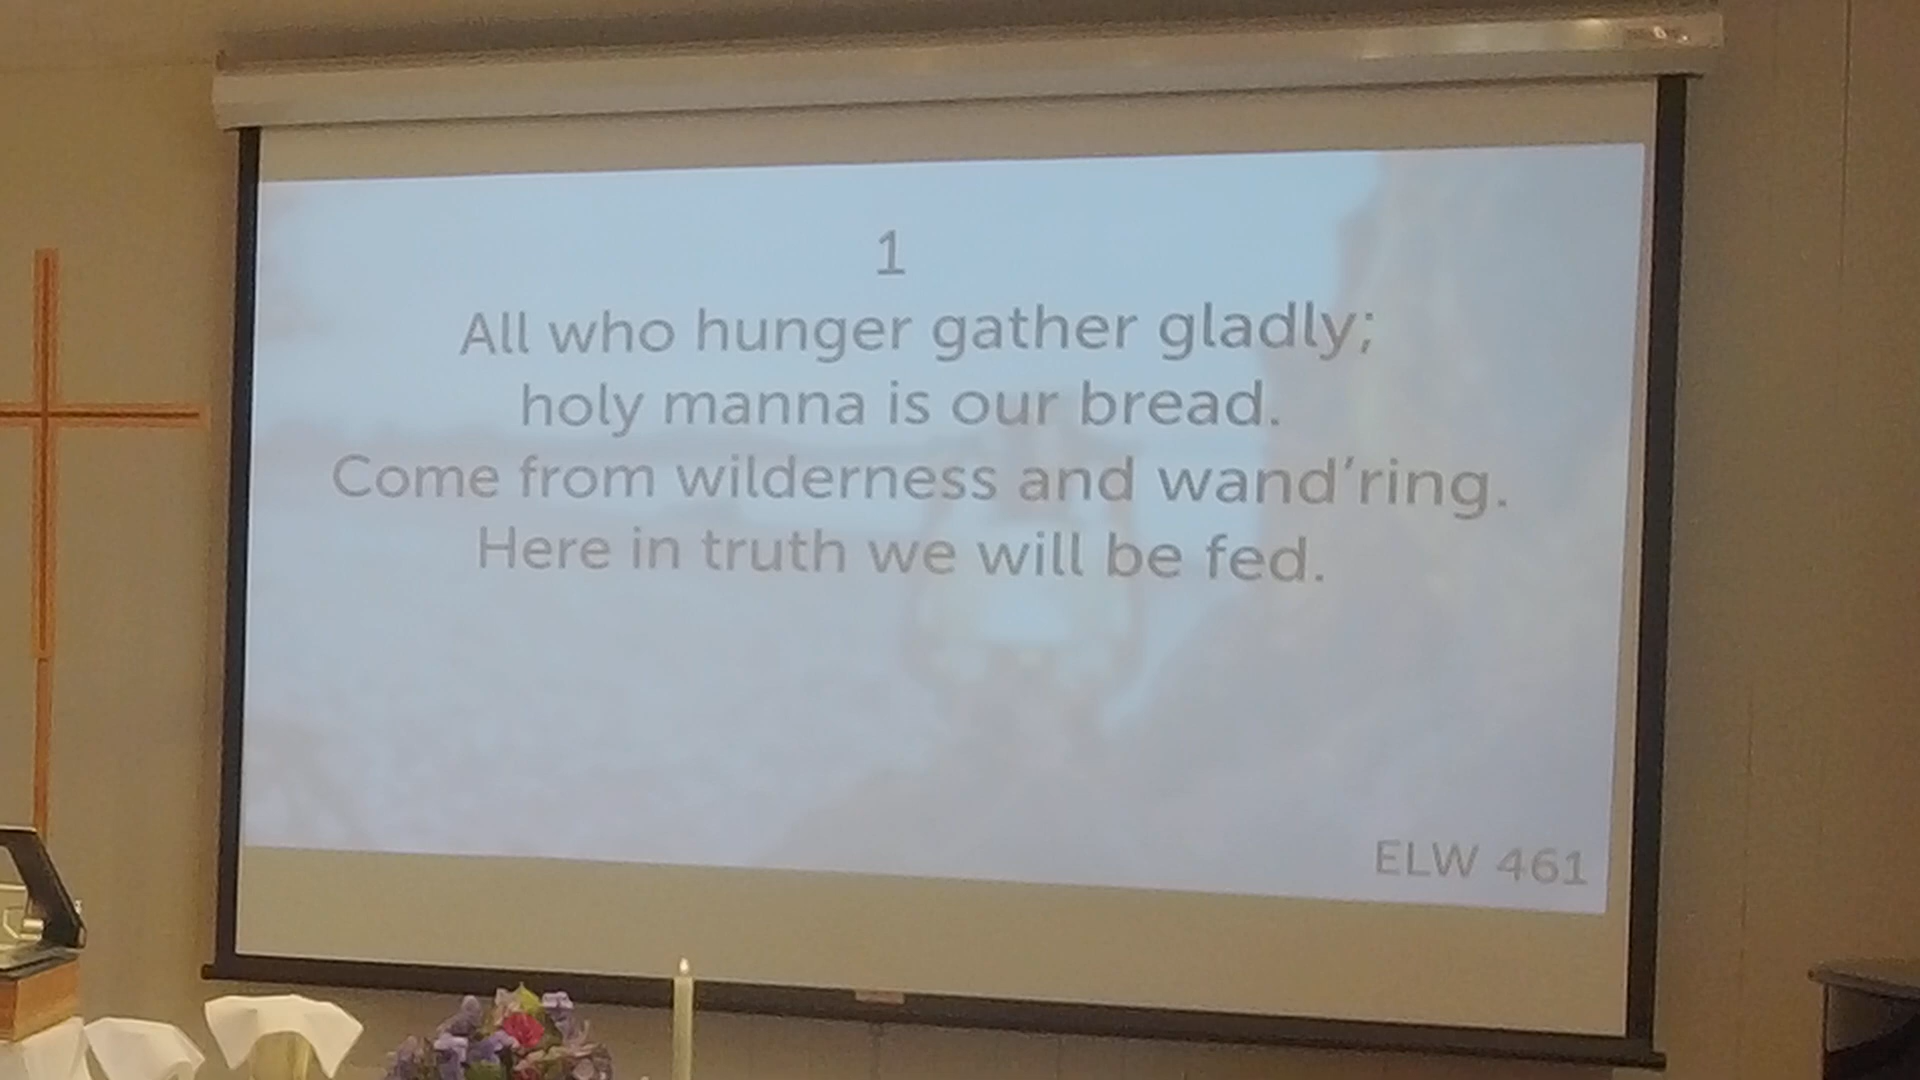 1
All who hunger gather gladly;
holy manna is our bread.
Come from wilderness and wand’ring.
Here in truth we will be fed.
ELW 461